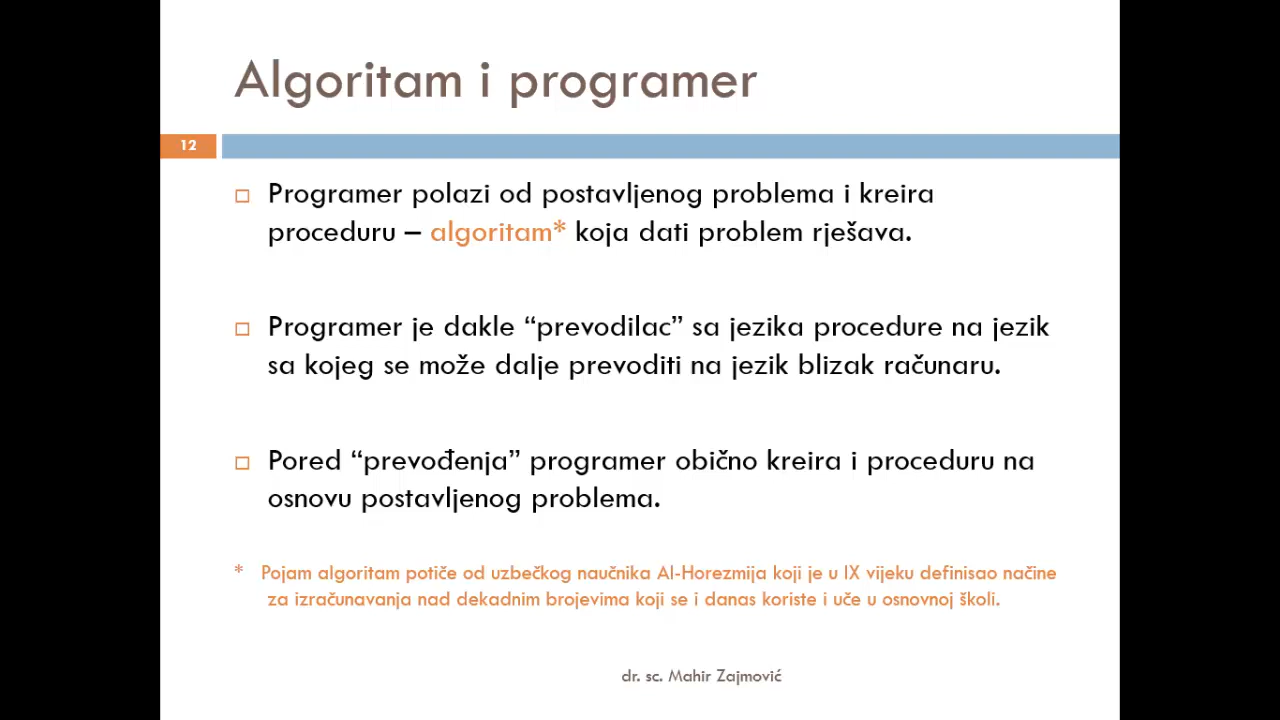 Algoritam i programer
12
Programer polazi od postavljenog problema i kreira
proceduru – algoritam* koja dati problem rješava.
Programer je dakle “prevodilac” sa jezika procedure na jezik
sa kojeg se može dalje prevoditi na jezik blizak računaru.
Pored “prevođenja” programer obično kreira i proceduru na
osnovu postavljenog problema.
* Pojam algoritam potiče od uzbečkog naučnika Al-Horezmija koji je u IX vijeku definisao načine
za izračunavanja nad dekadnim brojevima koji se i danas koriste i uče u osnovnoj školi.
dr. sc. Mahir Zajmović